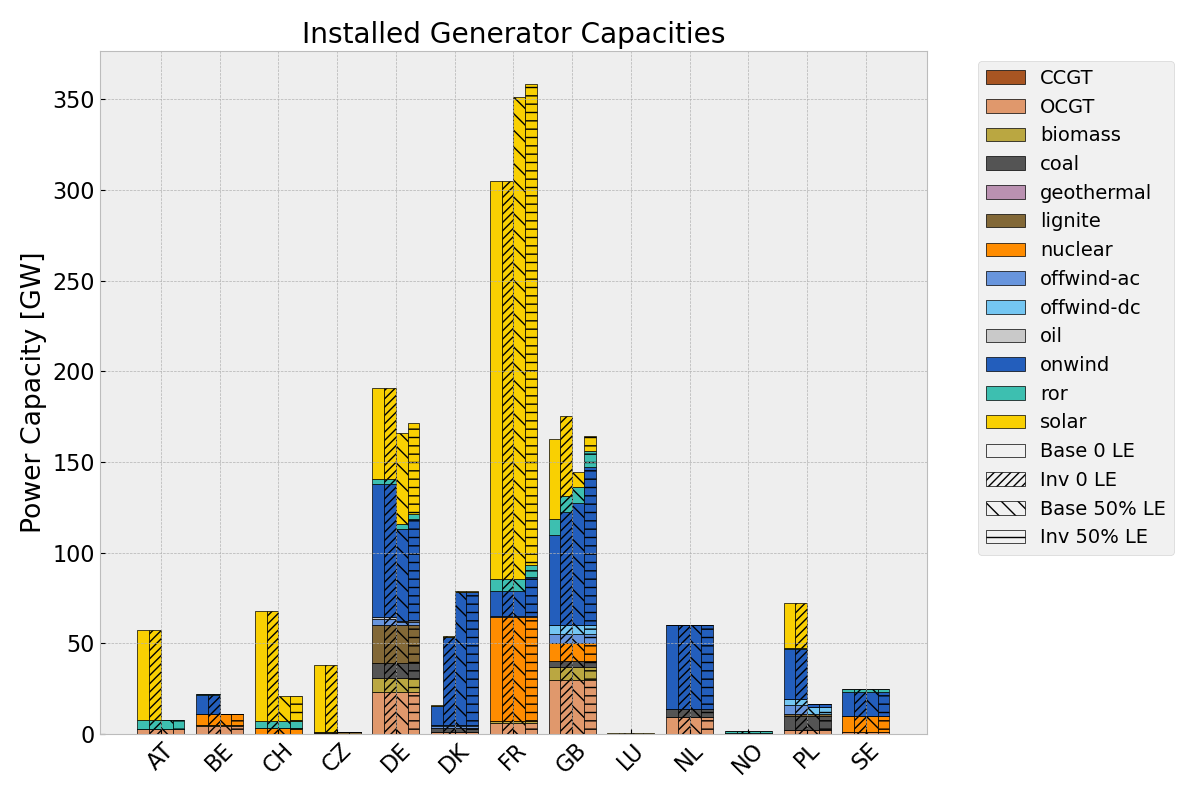 Installed Generator Capacities
Power Capacity [GW]
350
300
250
200
150
100
50
0
AT
BE
CH
CZ
DE
DK
FR
GB
LU
NL
NO
PL
SE
CCGT
OCGT
biomass
coal
geothermal
lignite
nuclear
offwind-ac
offwind-dc
oil
onwind
ror
solar
Base 0 LE
Inv 0 LE
Base 50% LE
Inv 50% LE